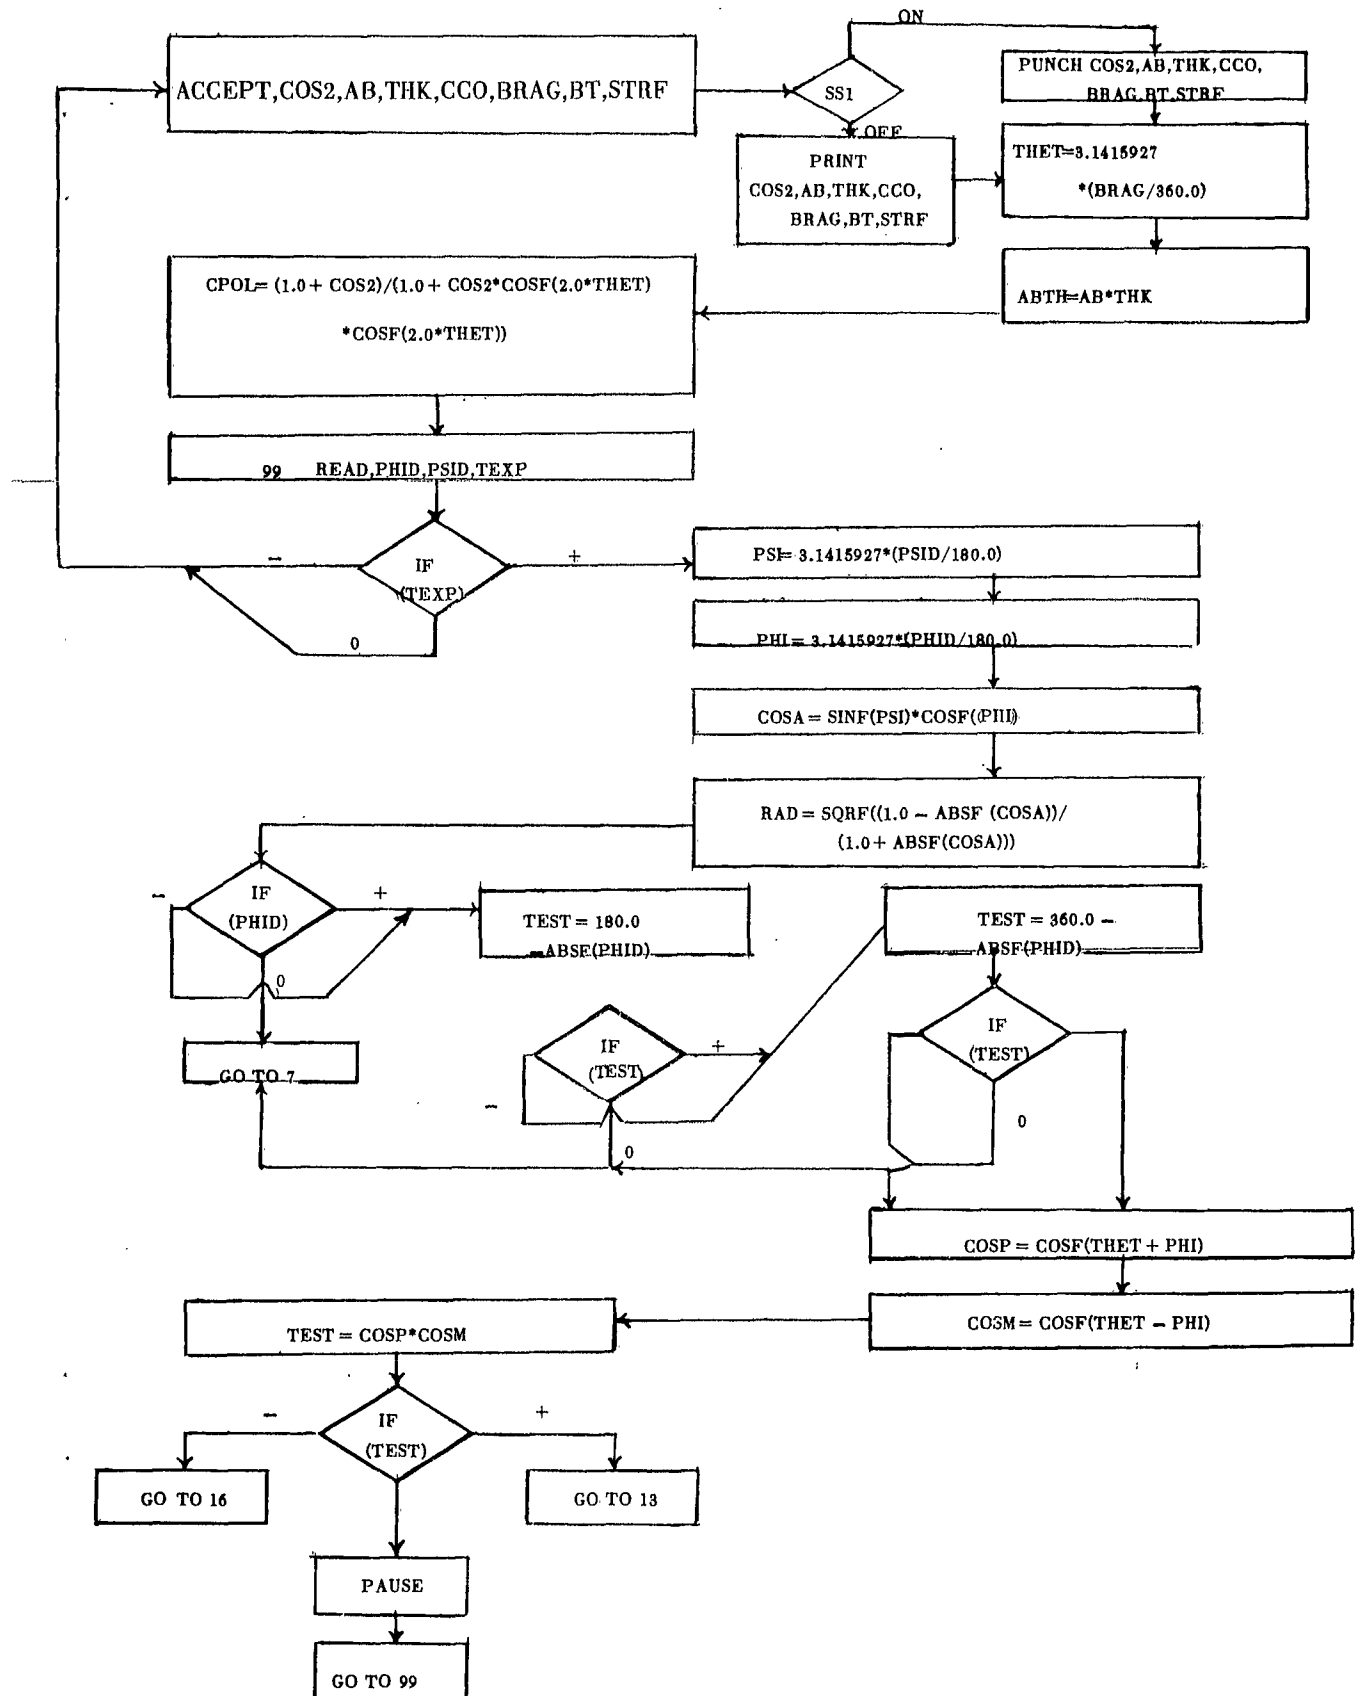 ON
ACCEPT,COS2,AB,THK,CCO,BRAG,BT,STRF
SS1
PUNCH COS2,AB,THK,CCO,
BRAG,BT,STRF
OFF
PRINT
COS2,AB,THK,CCO,
BRAG,BT,STRF
THET=3.1415927
*(BRAG/360.0)
ABTH=AB*THK
CPOL= (1.0+ COS2)/(1.0+ COS2*COSF(2.0*THET)
*COSF(2.0*THET))
99 READ,PHID,PSID,TEXP
−
IF
(TEXP)
+
0
PSI= 3.1415927*(PSID/180.0)
PHI= 3.1415927*(PHID/180.0)
COSA= SINF(PSI)*COSF((PHI)
RAD= SQRF((1.0 − ABSF (COSA))/
(1.0+ ABSF(COSA)))
−
IF
(PHID)
+
0
TEST= 180.0
−ABSF(PHID)
TEST= 360.0 −
ABSF(PHID)
GO TO 7
IF
(TEST)
+
−
0
IF
(TEST)
0
COSP= COSF(THET+ PHI)
COSM= COSF(THET − PHI)
TEST= COSP*COSM
−
IF
(TEST)
+
GO TO 16
GO TO 13
PAUSE
GO TO 99